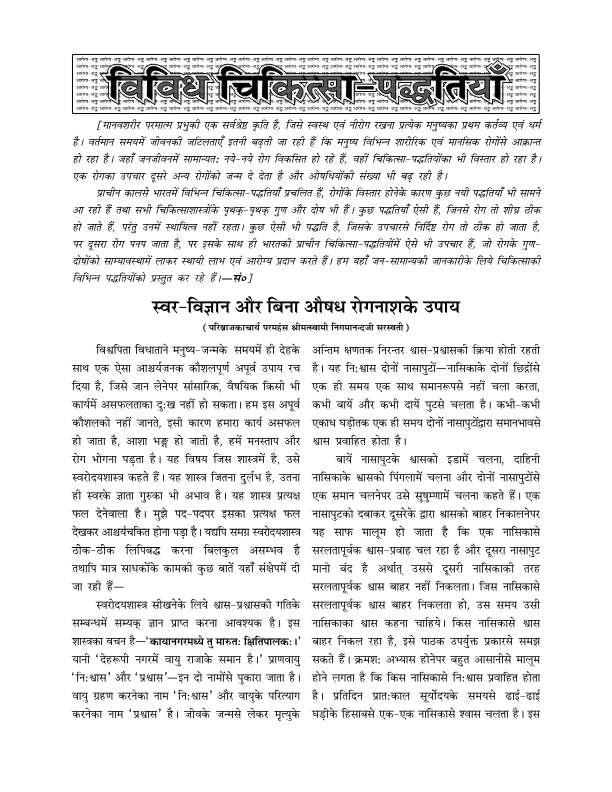 विविध चिकित्सा-पद्धतियाँ
[मानवशरीर परमात्म प्रभुकी एक सर्वश्रेष्ठ कृति है, जिसे स्वस्थ एवं नीरोग रखना प्रत्येक मनुष्यका प्रथम कर्तव्य एवं धर्म
है। वर्तमान समयमें जीवनकी जटिलताएँ इतनी बढ़ती जा रही हैं कि मनुष्य विभिन्न शारीरिक एवं मानसिक रोगोंसे आक्रान्त
हो रहा है। जहाँ जनजीवनमें सामान्यत: नये-नये रोग विकसित हो रहे हैं, वहाँ चिकित्सा-पद्धतियोंका भी विस्तार हो रहा है।
एक रोगका उपचार दूसरे अन्य रोगोंको जन्म दे देता है और ओषधियोंकी संख्या भी बढ़ रही है।
प्राचीन कालसे भारतमें विभिन्न चिकित्सा-पद्धतियाँ प्रचलित हैं, रोगोंके विस्तार होनेके कारण कुछ नयी पद्धतियाँ भी सामने
आ रही हैं तथा सभी चिकित्साशास्त्रोंके पृथक्-पृथक् गुण और दोष भी हैं। कुछ पद्धतियाँ ऐसी हैं, जिनसे रोग तो शीघ्र ठीक
हो जाते हैं, परंतु उनमें स्थायित्व नहीं रहता। कुछ ऐसी भी पद्धति है, जिसके उपचारसे निर्दिष्ट रोग तो ठीक हो जाता है,
पर दूसरा रोग पनप जाता है, पर इसके साथ ही भारतकी प्राचीन चिकित्सा-पद्धतियोंमें ऐसे भी उपचार हैं, जो रोगके गुण-
दोषोंको साम्यावस्थामें लाकर स्थायी लाभ एवं आरोग्य प्रदान करते हैं। हम यहाँ जन-सामान्यकी जानकारीके लिये चिकित्साकी
विभिन्न पद्धतियोंको प्रस्तुत कर रहे हैं।—सं०]
स्वर-विज्ञान और बिना औषध रोगनाशके उपाय
( परिव्राजकाचार्य परमहंस श्रीमत्स्वामी निगमानन्दजी सरस्वती )
विश्वपिता विधाताने मनुष्य-जन्मके समयमें ही देहके
साथ एक ऐसा आश्चर्यजनक कौशलपूर्ण अपूर्व उपाय रच
दिया है, जिसे जान लेनेपर सांसारिक, वैषयिक किसी भी
कार्यमें असफलताका दु:ख नहीं हो सकता। हम इस अपूर्व
कौशलको नहीं जानते, इसी कारण हमारा कार्य असफल
हो जाता है, आशा भङ्ग हो जाती है, हमें मनस्ताप और
रोग भोगना पड़ता है। यह विषय जिस शास्त्रमें है, उसे
स्वरोदयशास्त्र कहते हैं। यह शास्त्र जितना दुर्लभ है, उतना
ही स्वरके ज्ञाता गुरुका भी अभाव है। यह शास्त्र प्रत्यक्ष
फल देनेवाला है। मुझे पद-पदपर इसका प्रत्यक्ष फल
देखकर आश्चर्यचकित होना पड़ा है। यद्यपि समग्र स्वरोदयशास्त्र
ठीक-ठीक लिपिबद्ध करना बिलकुल असम्भव है
तथापि मात्र साधकोंके कामकी कुछ बातें यहाँ संक्षेपमें दी
जा रही हैं—
स्वरोदयशास्त्र सीखनेके लिये श्वास-प्रश्वासकी गतिके
सम्बन्धमें सम्यक् ज्ञान प्राप्त करना आवश्यक है। इस
शास्त्रका वचन है—‘कायानगरमध्ये तु मारुत: क्षितिपालक:।’
यानी ‘देहरूपी नगरमें वायु राजाके समान है।’ प्राणवायु
‘नि:श्वास’ और ‘प्रश्वास’—इन दो नामोंसे पुकारा जाता है।
वायु ग्रहण करनेका नाम ‘नि:श्वास’ और वायुके परित्याग
करनेका नाम ‘प्रश्वास’ है। जीवके जन्मसे लेकर मृत्युके
अन्तिम क्षणतक निरन्तर श्वास-प्रश्वासकी क्रिया होती रहती
है। यह नि:श्वास दोनों नासापुटों—नासिकाके दोनों छिद्रोंसे
एक ही समय एक साथ समानरूपसे नहीं चला करता,
कभी बायें और कभी दायें पुटसे चलता है। कभी-कभी
एकाध घड़ीतक एक ही समय दोनों नासापुटोंद्वारा समानभावसे
श्वास प्रवाहित होता है।
बायें नासापुटके श्वासको इडामें चलना, दाहिनी
नासिकाके श्वासको पिंगलामें चलना और दोनों नासापुटोंसे
एक समान चलनेपर उसे सुषुम्णामें चलना कहते हैं। एक
नासापुटको दबाकर दूसरेके द्वारा श्वासको बाहर निकालनेपर
यह साफ मालूम हो जाता है कि एक नासिकासे
सरलतापूर्वक श्वास-प्रवाह चल रहा है और दूसरा नासापुट
मानो बंद है अर्थात् उससे दूसरी नासिकाकी तरह
सरलतापूर्वक श्वास बाहर नहीं निकलता। जिस नासिकासे
सरलतापूर्वक श्वास बाहर निकलता हो, उस समय उसी
नासिकाका श्वास कहना चाहिये। किस नासिकासे श्वास
बाहर निकल रहा है, इसे पाठक उपर्युक्त प्रकारसे समझ
सकते हैं। क्रमश: अभ्यास होनेपर बहुत आसानीसे मालूम
होने लगता है कि किस नासिकासे नि:श्वास प्रवाहित होता
है। प्रतिदिन प्रात:काल सूर्योदयके समयसे ढाई-ढाई
घड़ीके हिसाबसे एक-एक नासिकासे श्वास चलता है। इस